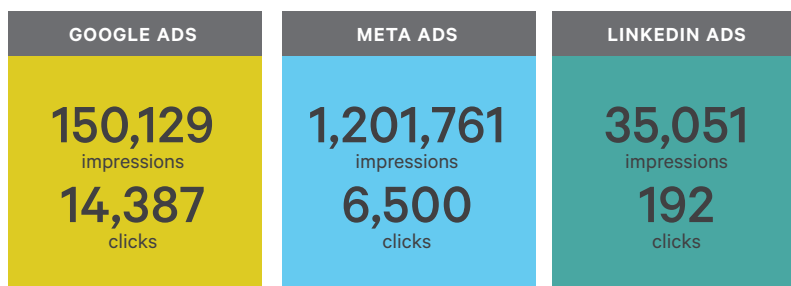 GOOGLE ADS
150,129
impressions
14,387
clicks
META ADS
1,201,761
impressions
6,500
clicks
LINKEDIN ADS
35,051
impressions
192
clicks